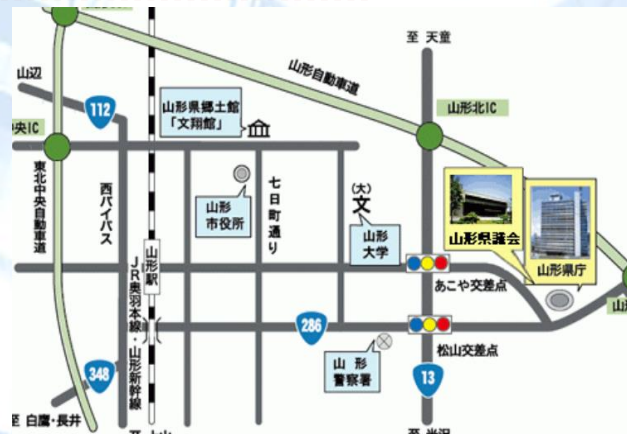 至 天童
山辺
山形自動車道
112
山形県郷土館
「文翔館」
山形北IC
央IC
東北中央自動車道
西バイパス
山形
市役所
七日町通り
(大)
文
山形
大学
山形県議会
山形県庁
山形駅
JR奥羽本線・山形新幹線
あこや交差点
286
松山交差点
山形
警察署
348
13
至 白鷹・長井